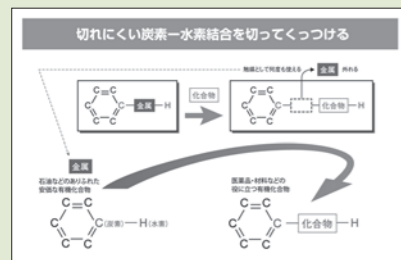 切れにくい炭素ー水素結合を切ってくっつける
触媒として何度も使える 金属 外れる
化合物
C C C C C C 金属 H
C C C C C C 化合物 H
金属
石油などのありふれた
安価な有機化合物
医薬品・材料などの
役に立つ有機化合物
C C C C C C(炭素) H(水素)
C C C C C C 化合物 H